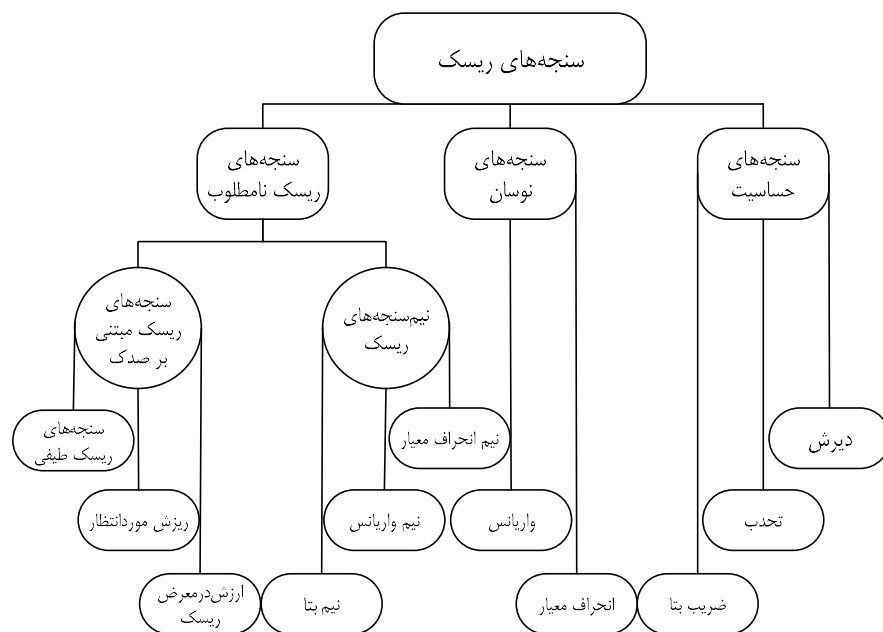 سنجه‌های ریسک
سنجه‌های
حساسیت
سنجه‌های
نوسان
سنجه‌های
ریسک نامطلوب
نیم‌سنجه‌های
ریسک
سنجه‌های
ریسک مبتنی
بر صدک
دیرش
نیم انحراف معیار
سنجه‌های
ریسک طیفی
تحدب
واریانس
نیم واریانس
ریزش موردانتظار
ضریب بتا
انحراف معیار
نیم بتا
ارزش‌درمعرض
ریسک